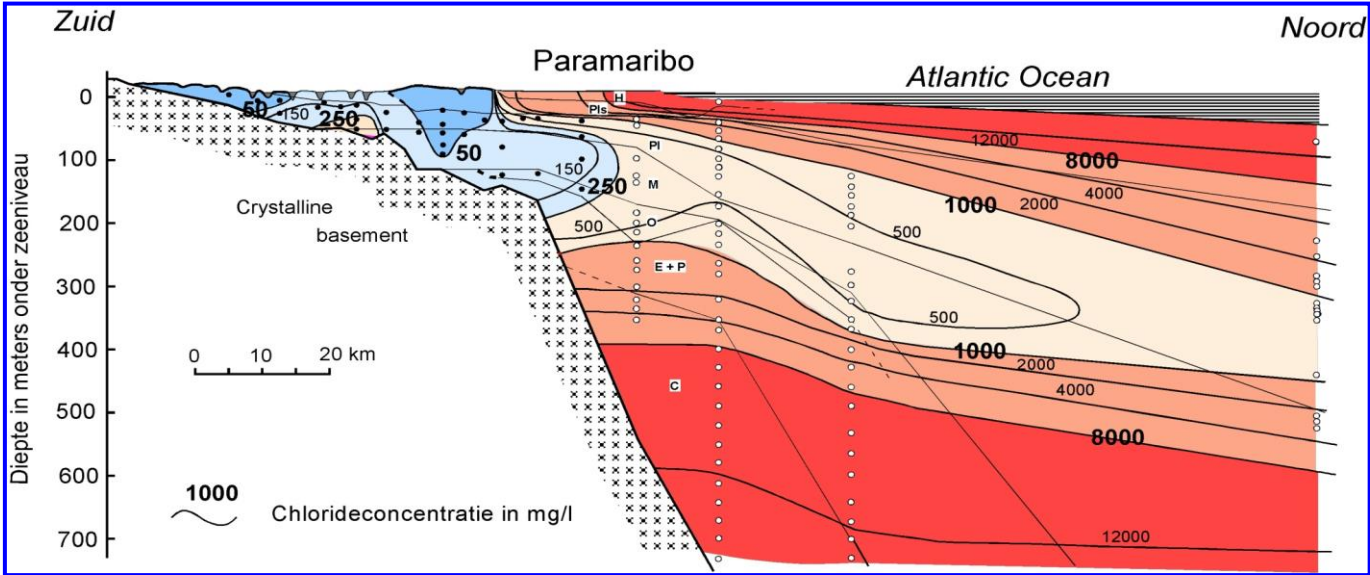 Zuid
Noord
Paramaribo
Atlantic Ocean
0
100
200
300
400
500
600
700
Diepte in meters onder zeeniveau
50
150
250
50
150
250
H
Pls
Pl
M
O
E + P
C
500
500
500
12000
8000
4000
2000
1000
1000
2000
4000
8000
12000
Crystalline
basement
0 10 20 km
1000
Chlorideconcentratie in mg/l